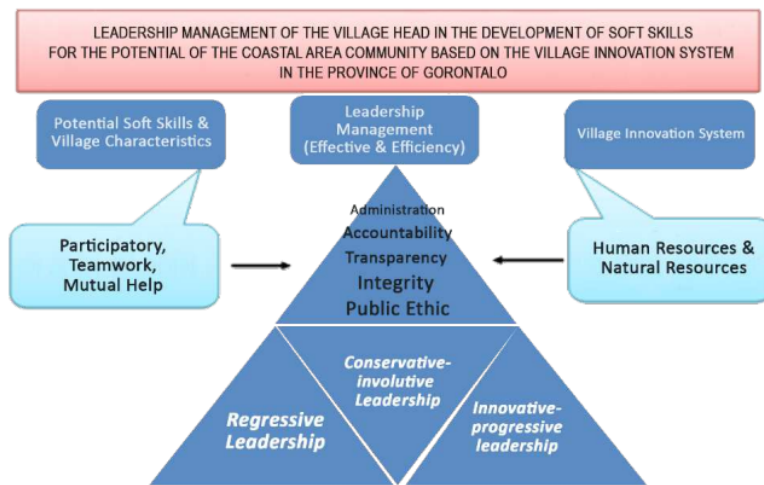 LEADERSHIP MANAGEMENT OF THE VILLAGE HEAD IN THE DEVELOPMENT OF SOFT SKILLS
FOR THE POTENTIAL OF THE COASTAL AREA COMMUNITY BASED ON THE VILLAGE INNOVATION SYSTEM
IN THE PROVINCE OF GORONTALO
Potential Soft Skills &
Village Characteristics
Leadership
Management
(Effective & Efficiency)
Village Innovation System
Participatory,
Teamwork,
Mutual Help
Administration
Accountability
Transparency
Integrity
Public Ethic
Human Resources &
Natural Resources
Regressive
Leadership
Conservative-
involutive
Leadership
Innovative-
progressive
leadership